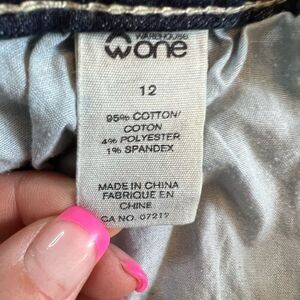 WAREHOUSE
one
12
95% COTTON/
COTON
4% POLYESTER
1% SPANDEX
MADE IN CHINA
FABRIQUE EN
CHINE
CA NO. 07217